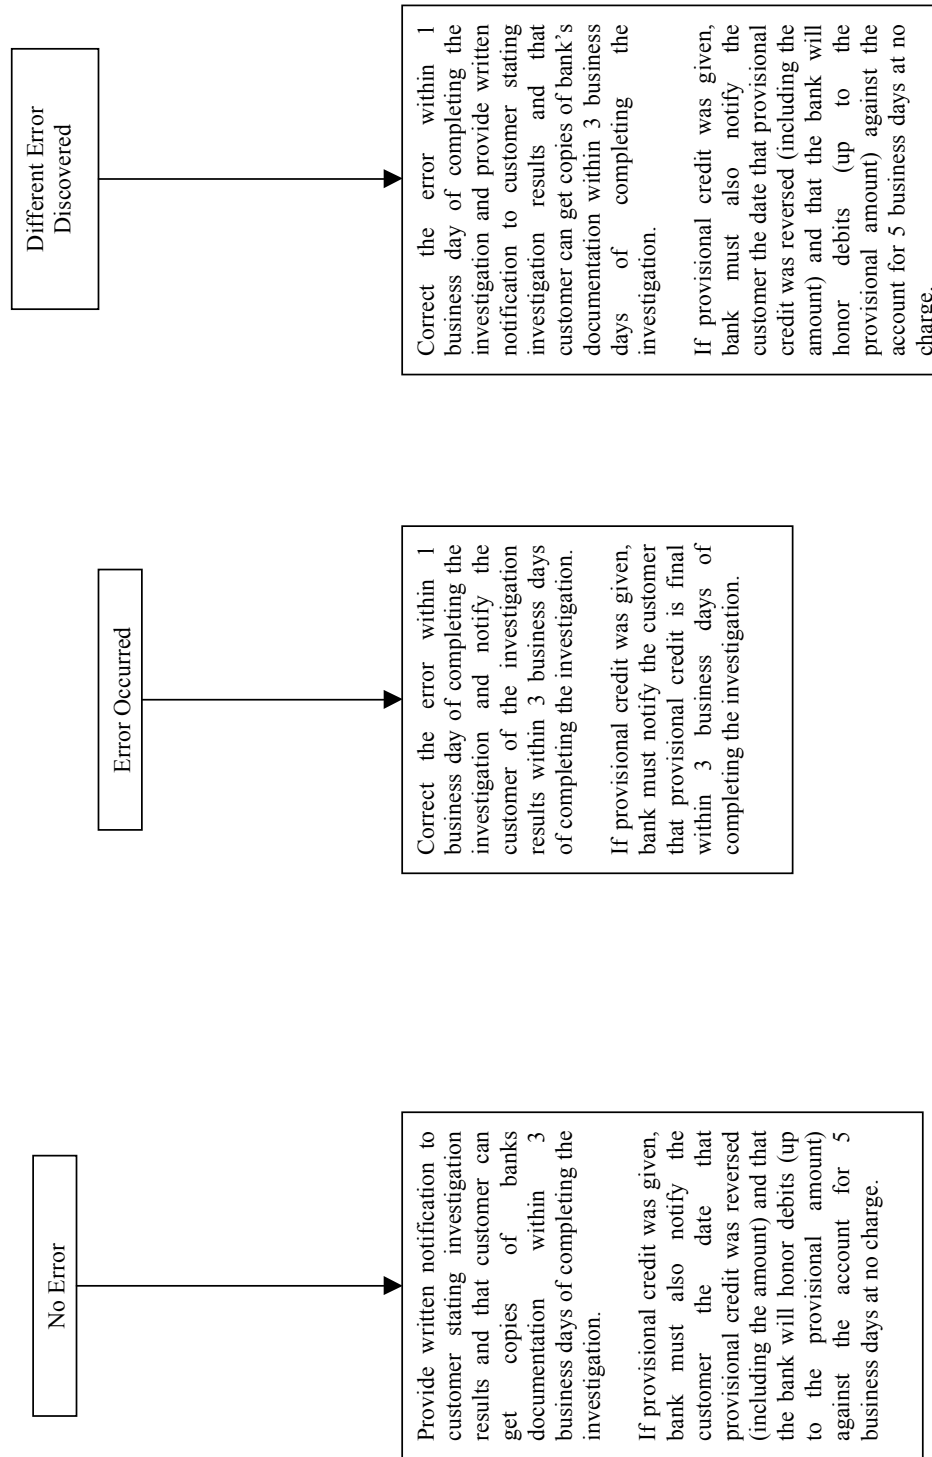 No Error
Provide written notification to
customer stating investigation
results and that customer can
get copies of banks
documentation within 3
business days of completing the
investigation.
If provisional credit was given,
bank must also notify the
customer the date that
provisional credit was reversed
(including the amount) and that
the bank will honor debits (up
to the provisional amount)
against the account for 5
business days at no charge.
Error Occurred
Correct the error within 1
business day of completing the
investigation and notify the
customer of the investigation
results within 3 business days
of completing the investigation.
If provisional credit was given,
bank must notify the customer
that provisional credit is final
within 3 business days of
completing the investigation.
Different Error
Discovered
Correct the error within 1
business day of completing the
investigation and provide written
notification to customer stating
investigation results and that
customer can get copies of bank's
documentation within 3 business
days of completing the
investigation.
If provisional credit was given,
bank must also notify the
customer the date that provisional
credit was reversed (including the
amount) and that the bank will
honor debits (up to the
provisional amount) against the
account for 5 business days at no
charge.